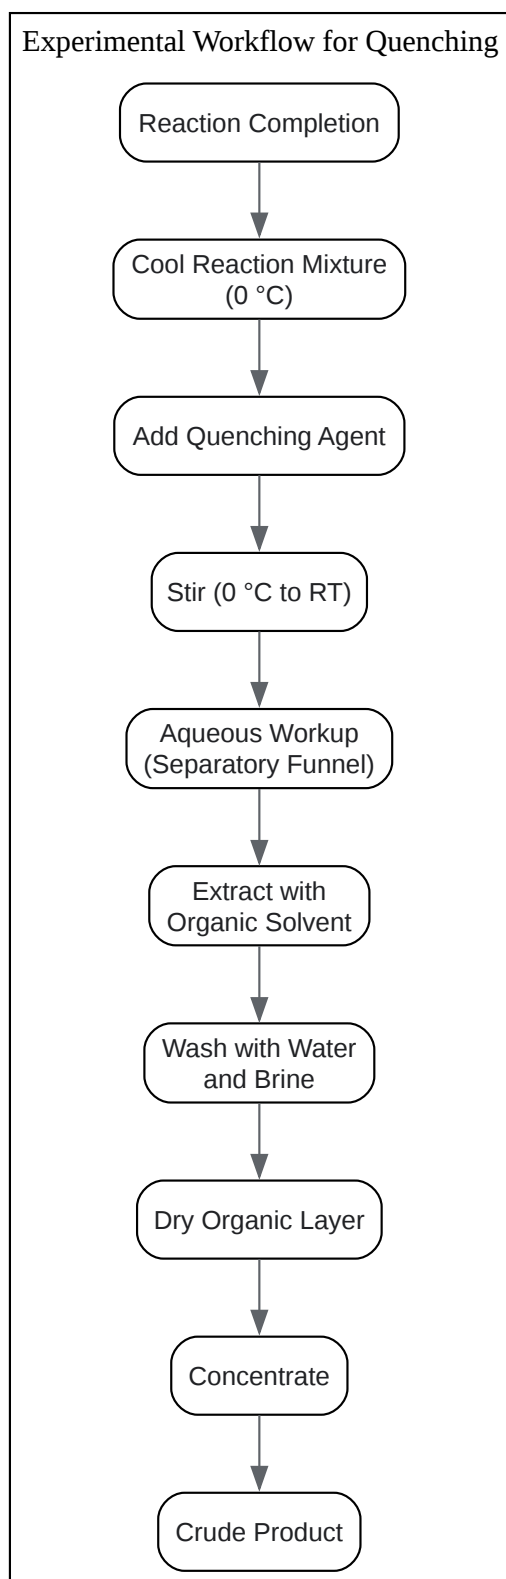 Experimental Workflow for Quenching
Reaction Completion
Cool Reaction Mixture
(0 °C)
Add Quenching Agent
Stir (0 °C to RT)
Aqueous Workup
(Separatory Funnel)
Extract with
Organic Solvent
Wash with Water
and Brine
Dry Organic Layer
Concentrate
Crude Product